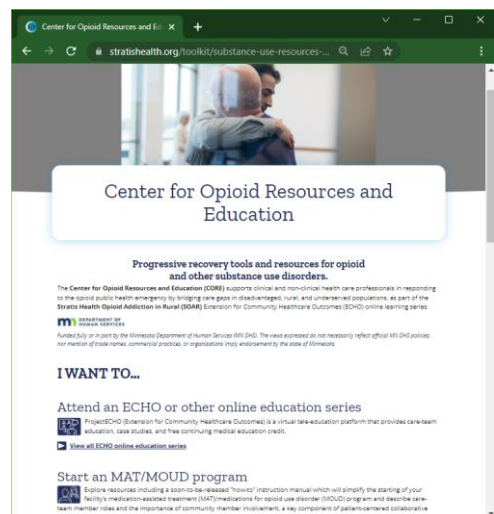 Center for Opioid Resources and Ed
stratishealth.org/toolkit/substance-use-resources-...
Center for Opioid Resources and
Education
Progressive recovery tools and resources for opioid
and other substance use disorders.
The Center for Opioid Resources and Education (CORE) supports clinical and non-clinical health care professionals in responding
to the opioid public health emergency by bridging care gaps in disadvantaged, rural, and underserved populations, as part of the
Stratis Health Opioid Addiction in Rural (SOAR) Extension for Community Healthcare Outcomes (ECHO) online learning series.
DEPARTMENT OF
HUMAN SERVICES
Funded fully or in part by the Minnesota Department of Human Services (MN DHS). The views expressed do not necessarily reflect official MN DHS policies;
nor mention of trade names, commercial practices, or organizations imply endorsement by the state of Minnesota.
I WANT TO...
Attend an ECHO or other online education series
ProjectECHO (Extension for Community Healthcare Outcomes) is a virtual tele-education platform that provides care-team
education, case studies, and free continuing medical education credit.
View all ECHO online education series
Start an MAT/MOUD program
Explore resources including a soon-to-be-released "how-to" instruction manual which will simplify the starting of your
facility's medication-assisted treatment (MAT)/medications for opioid use disorder (MOUD) program and describe care-
team member roles and the importance of community member involvement, a key component of patient-centered collaborative